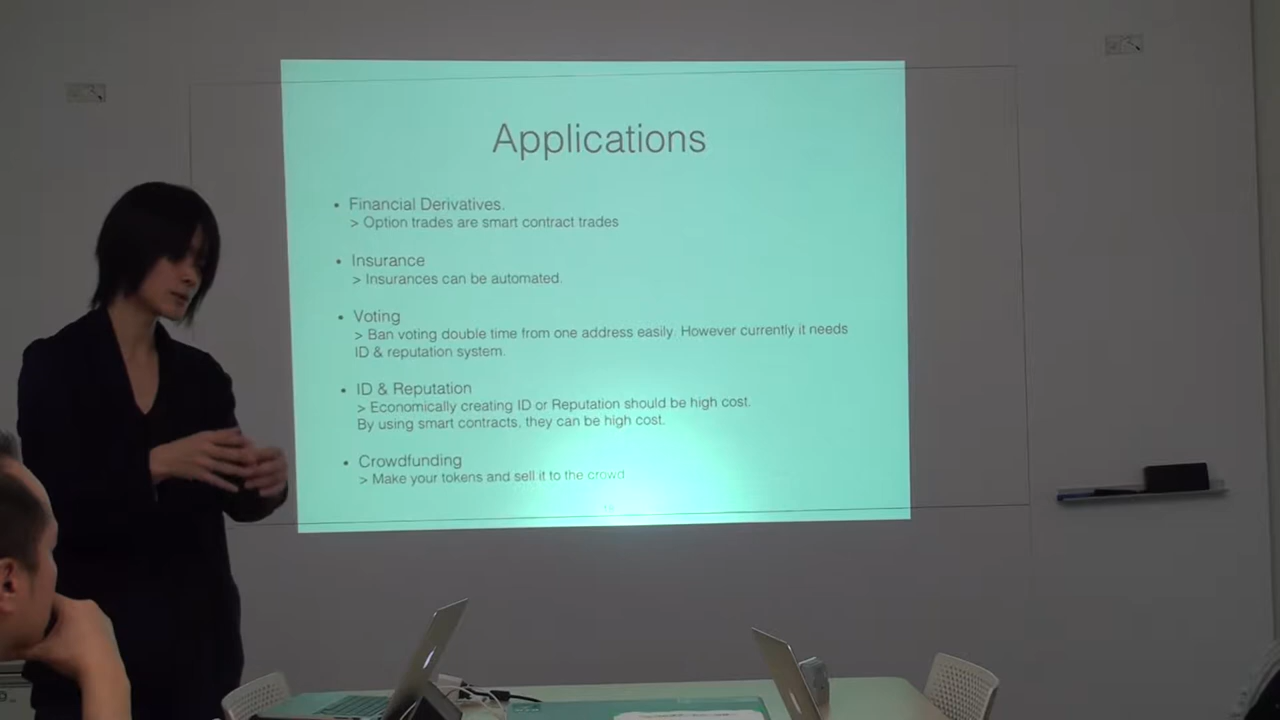 Applications
• Financial Derivatives.
> Option trades are smart contract trades
• Insurance
> Insurances can be automated.
• Voting
> Ban voting double time from one address easily. However currently it needs
ID & reputation system.
• ID & Reputation
> Economically creating ID or Reputation should be high cost.
By using smart contracts, they can be high cost.
• Crowdfunding
> Make your tokens and sell it to the crowd